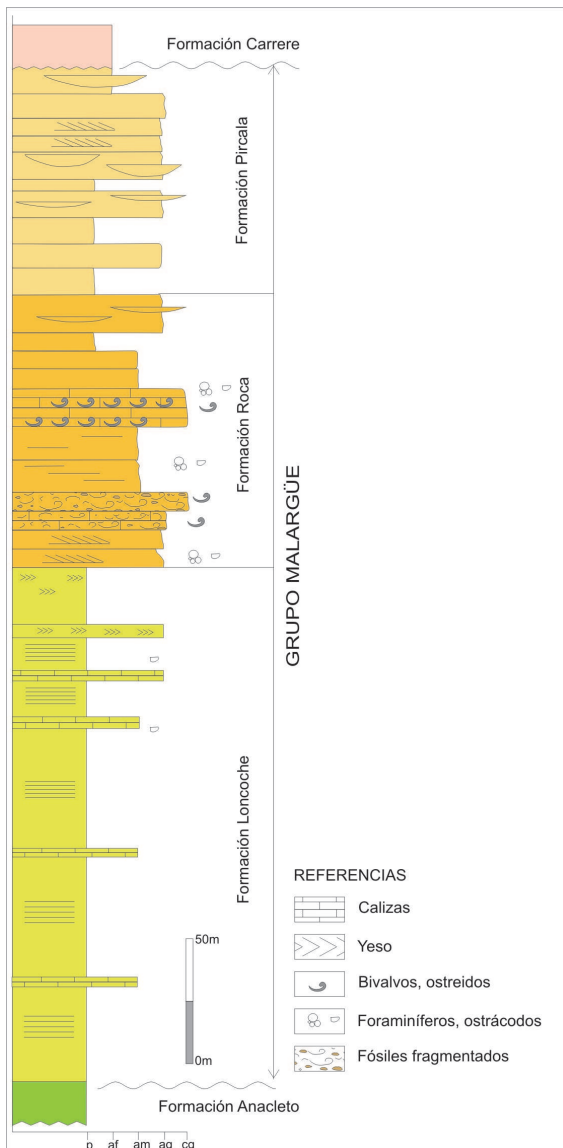 Formación Carrere
Formación Pircala
Formación Roca
GRUPO MALARGÜE
Formación Loncoche
50m
0m
REFERENCIAS
Calizas
Yeso
Bivalvos, ostreidos
Foraminíferos, ostrácodos
Fósiles fragmentados
Formación Anacleto
p af am ag cg